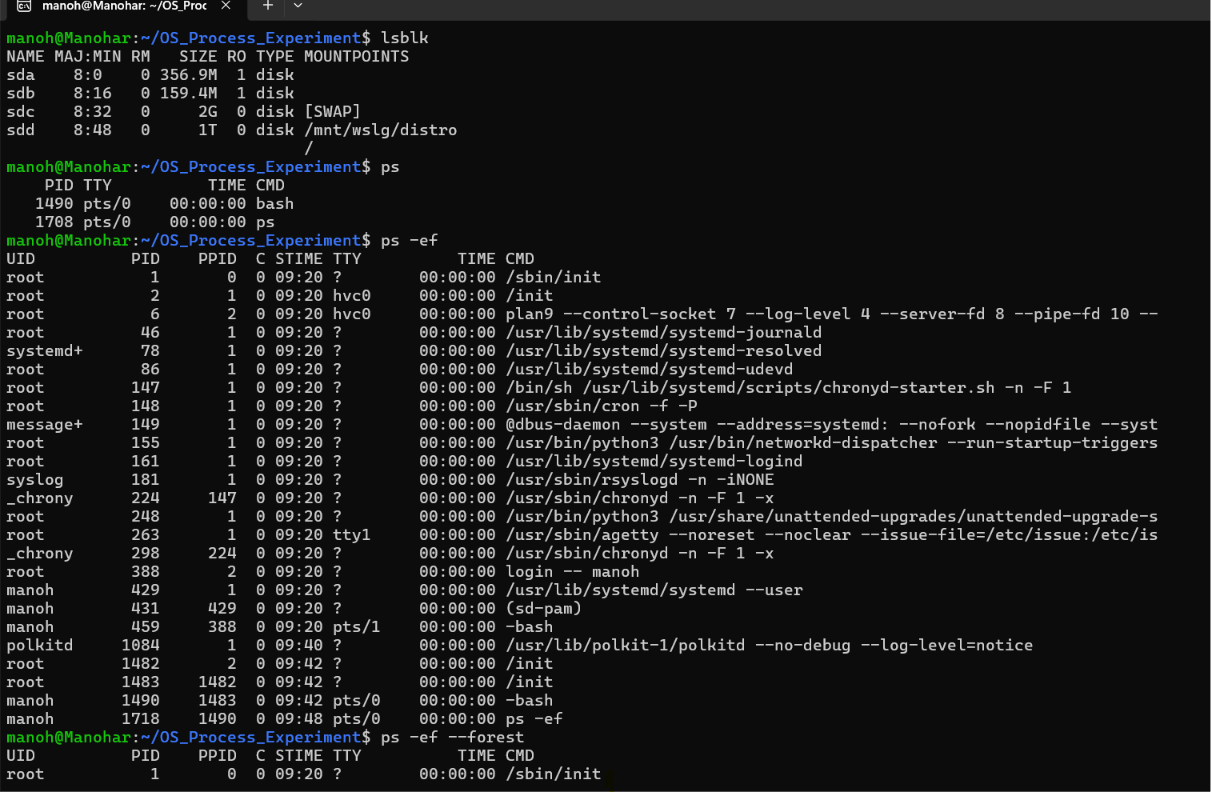 manoh@Manohar: ~/OS_Proc × + ⌄
manoh@Manohar:~/OS_Process_Experiment$ lsblk
NAME MAJ:MIN RM   SIZE RO TYPE MOUNTPOINTS
sda    8:0    0 356.9M  1 disk
sdb    8:16   0 159.4M  1 disk
sdc    8:32   0     2G  0 disk [SWAP]
sdd    8:48   0     1T  0 disk /mnt/wslg/distro
                               /
manoh@Manohar:~/OS_Process_Experiment$ ps
    PID TTY          TIME CMD
   1490 pts/0    00:00:00 bash
   1708 pts/0    00:00:00 ps
manoh@Manohar:~/OS_Process_Experiment$ ps -ef
UID          PID    PPID  C STIME TTY          TIME CMD
root           1       0  0 09:20 ?        00:00:00 /sbin/init
root           2       1  0 09:20 hvc0     00:00:00 /init
root           6       2  0 09:20 hvc0     00:00:00 plan9 --control-socket 7 --log-level 4 --server-fd 8 --pipe-fd 10 --
root          46       1  0 09:20 ?        00:00:00 /usr/lib/systemd/systemd-journald
systemd+      78       1  0 09:20 ?        00:00:00 /usr/lib/systemd/systemd-resolved
root          86       1  0 09:20 ?        00:00:00 /usr/lib/systemd/systemd-udevd
root         147       1  0 09:20 ?        00:00:00 /bin/sh /usr/lib/systemd/scripts/chronyd-starter.sh -n -F 1
root         148       1  0 09:20 ?        00:00:00 /usr/sbin/cron -f -P
message+     149       1  0 09:20 ?        00:00:00 @dbus-daemon --system --address=systemd: --nofork --nopidfile --syst
root         155       1  0 09:20 ?        00:00:00 /usr/bin/python3 /usr/bin/networkd-dispatcher --run-startup-triggers
root         161       1  0 09:20 ?        00:00:00 /usr/lib/systemd/systemd-logind
syslog       181       1  0 09:20 ?        00:00:00 /usr/sbin/rsyslogd -n -iNONE
_chrony      224     147  0 09:20 ?        00:00:00 /usr/sbin/chronyd -n -F 1 -x
root         248       1  0 09:20 ?        00:00:00 /usr/bin/python3 /usr/share/unattended-upgrades/unattended-upgrade-s
root         263       1  0 09:20 tty1     00:00:00 /usr/sbin/agetty --noreset --noclear --issue-file=/etc/issue:/etc/is
_chrony      298     224  0 09:20 ?        00:00:00 /usr/sbin/chronyd -n -F 1 -x
root         388       2  0 09:20 ?        00:00:00 login -- manoh
manoh        429       1  0 09:20 ?        00:00:00 /usr/lib/systemd/systemd --user
manoh        431     429  0 09:20 ?        00:00:00 (sd-pam)
manoh        459     388  0 09:20 pts/1    00:00:00 -bash
polkitd     1084       1  0 09:40 ?        00:00:00 /usr/lib/polkit-1/polkitd --no-debug --log-level=notice
root        1482       2  0 09:42 ?        00:00:00 /init
root        1483    1482  0 09:42 ?        00:00:00 /init
manoh       1490    1483  0 09:42 pts/0    00:00:00 -bash
manoh       1718    1490  0 09:48 pts/0    00:00:00 ps -ef
manoh@Manohar:~/OS_Process_Experiment$ ps -ef --forest
UID          PID    PPID  C STIME TTY          TIME CMD
root           1       0  0 09:20 ?        00:00:00 /sbin/init